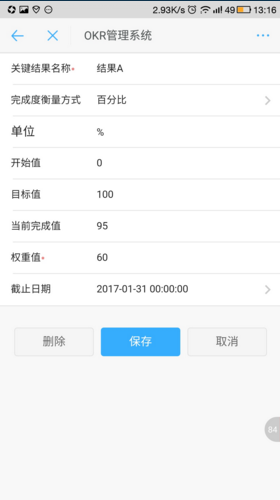 2.93K/s 49 13:16
OKR管理系统
关键结果名称* 结果A
完成度衡量方式 百分比
单位 %
开始值 0
目标值 100
当前完成值 95
权重值* 60
截止日期 2017-01-31 00:00:00
删除 保存 取消
84